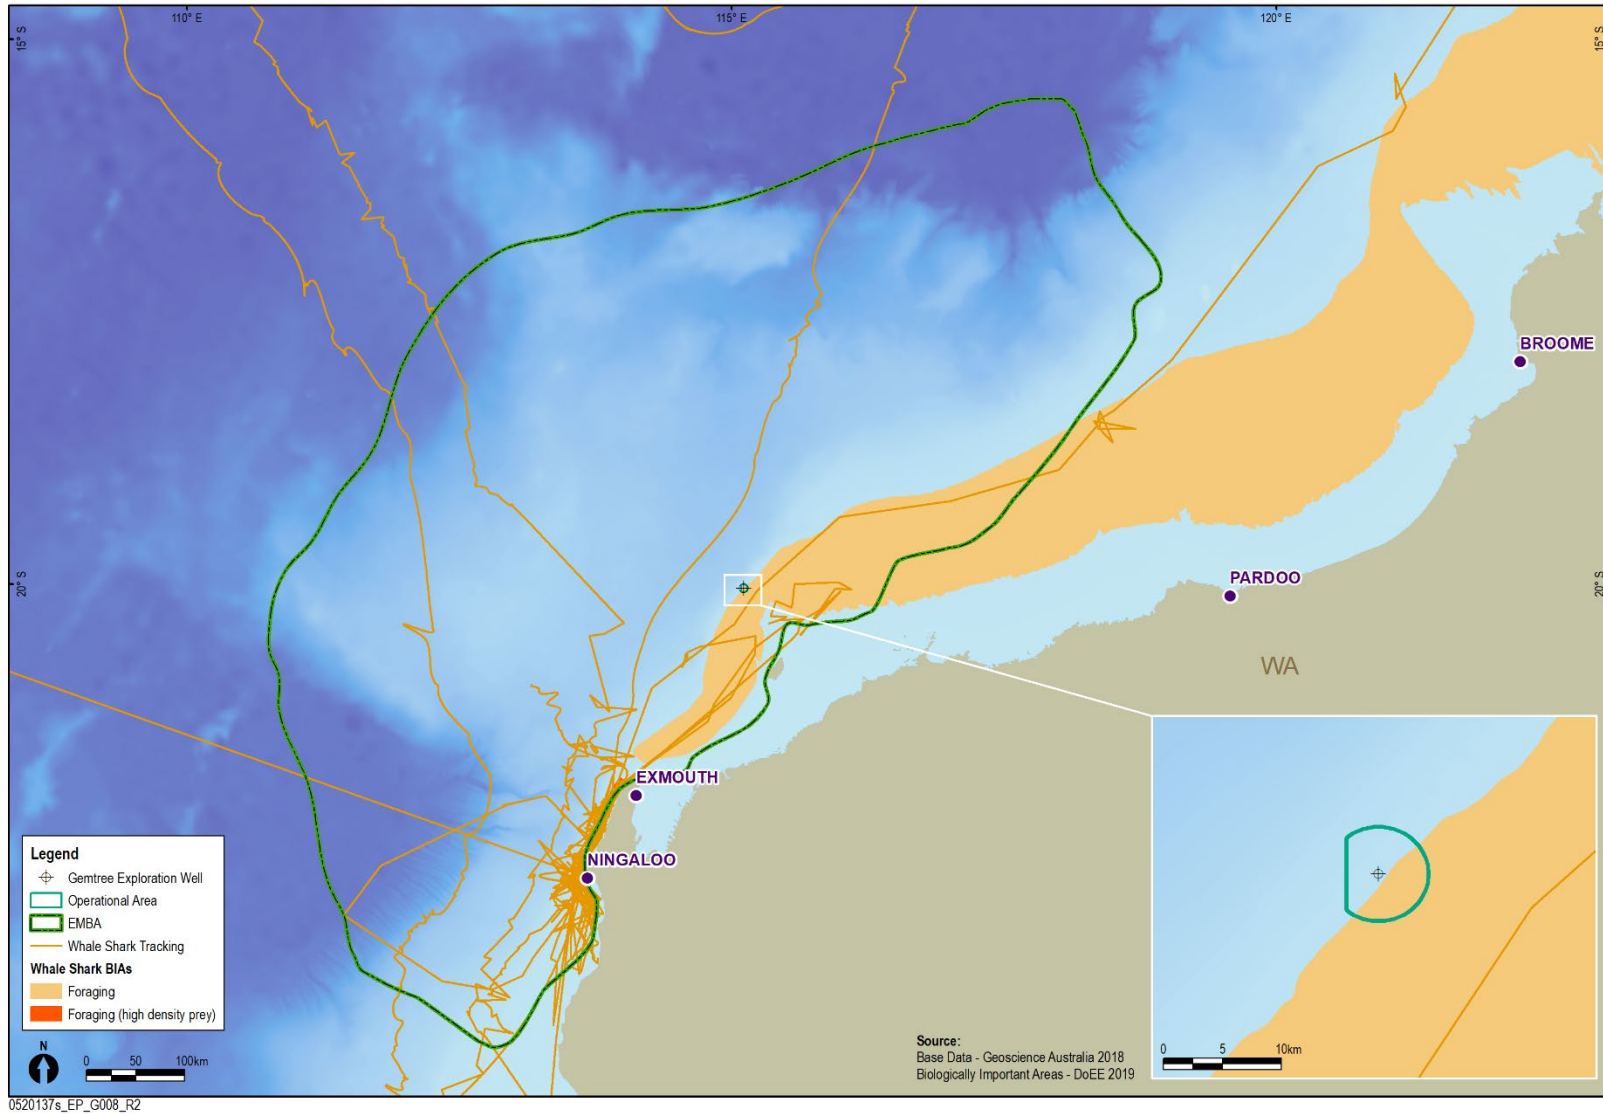 110° E
115° E
120° E
15° S
15° S
BROOME
20° S
20° S
PARDOO
WA
EXMOUTH
NINGALOO
Legend
Gemtree Exploration Well
Operational Area
EMBA
Whale Shark Tracking
Whale Shark BIAs
Foraging
Foraging (high density prey)
N
0 50 100km
Source:
Base Data - Geoscience Australia 2018
Biologically Important Areas - DoEE 2019
0 5 10km
0520137s_EP_G008_R2